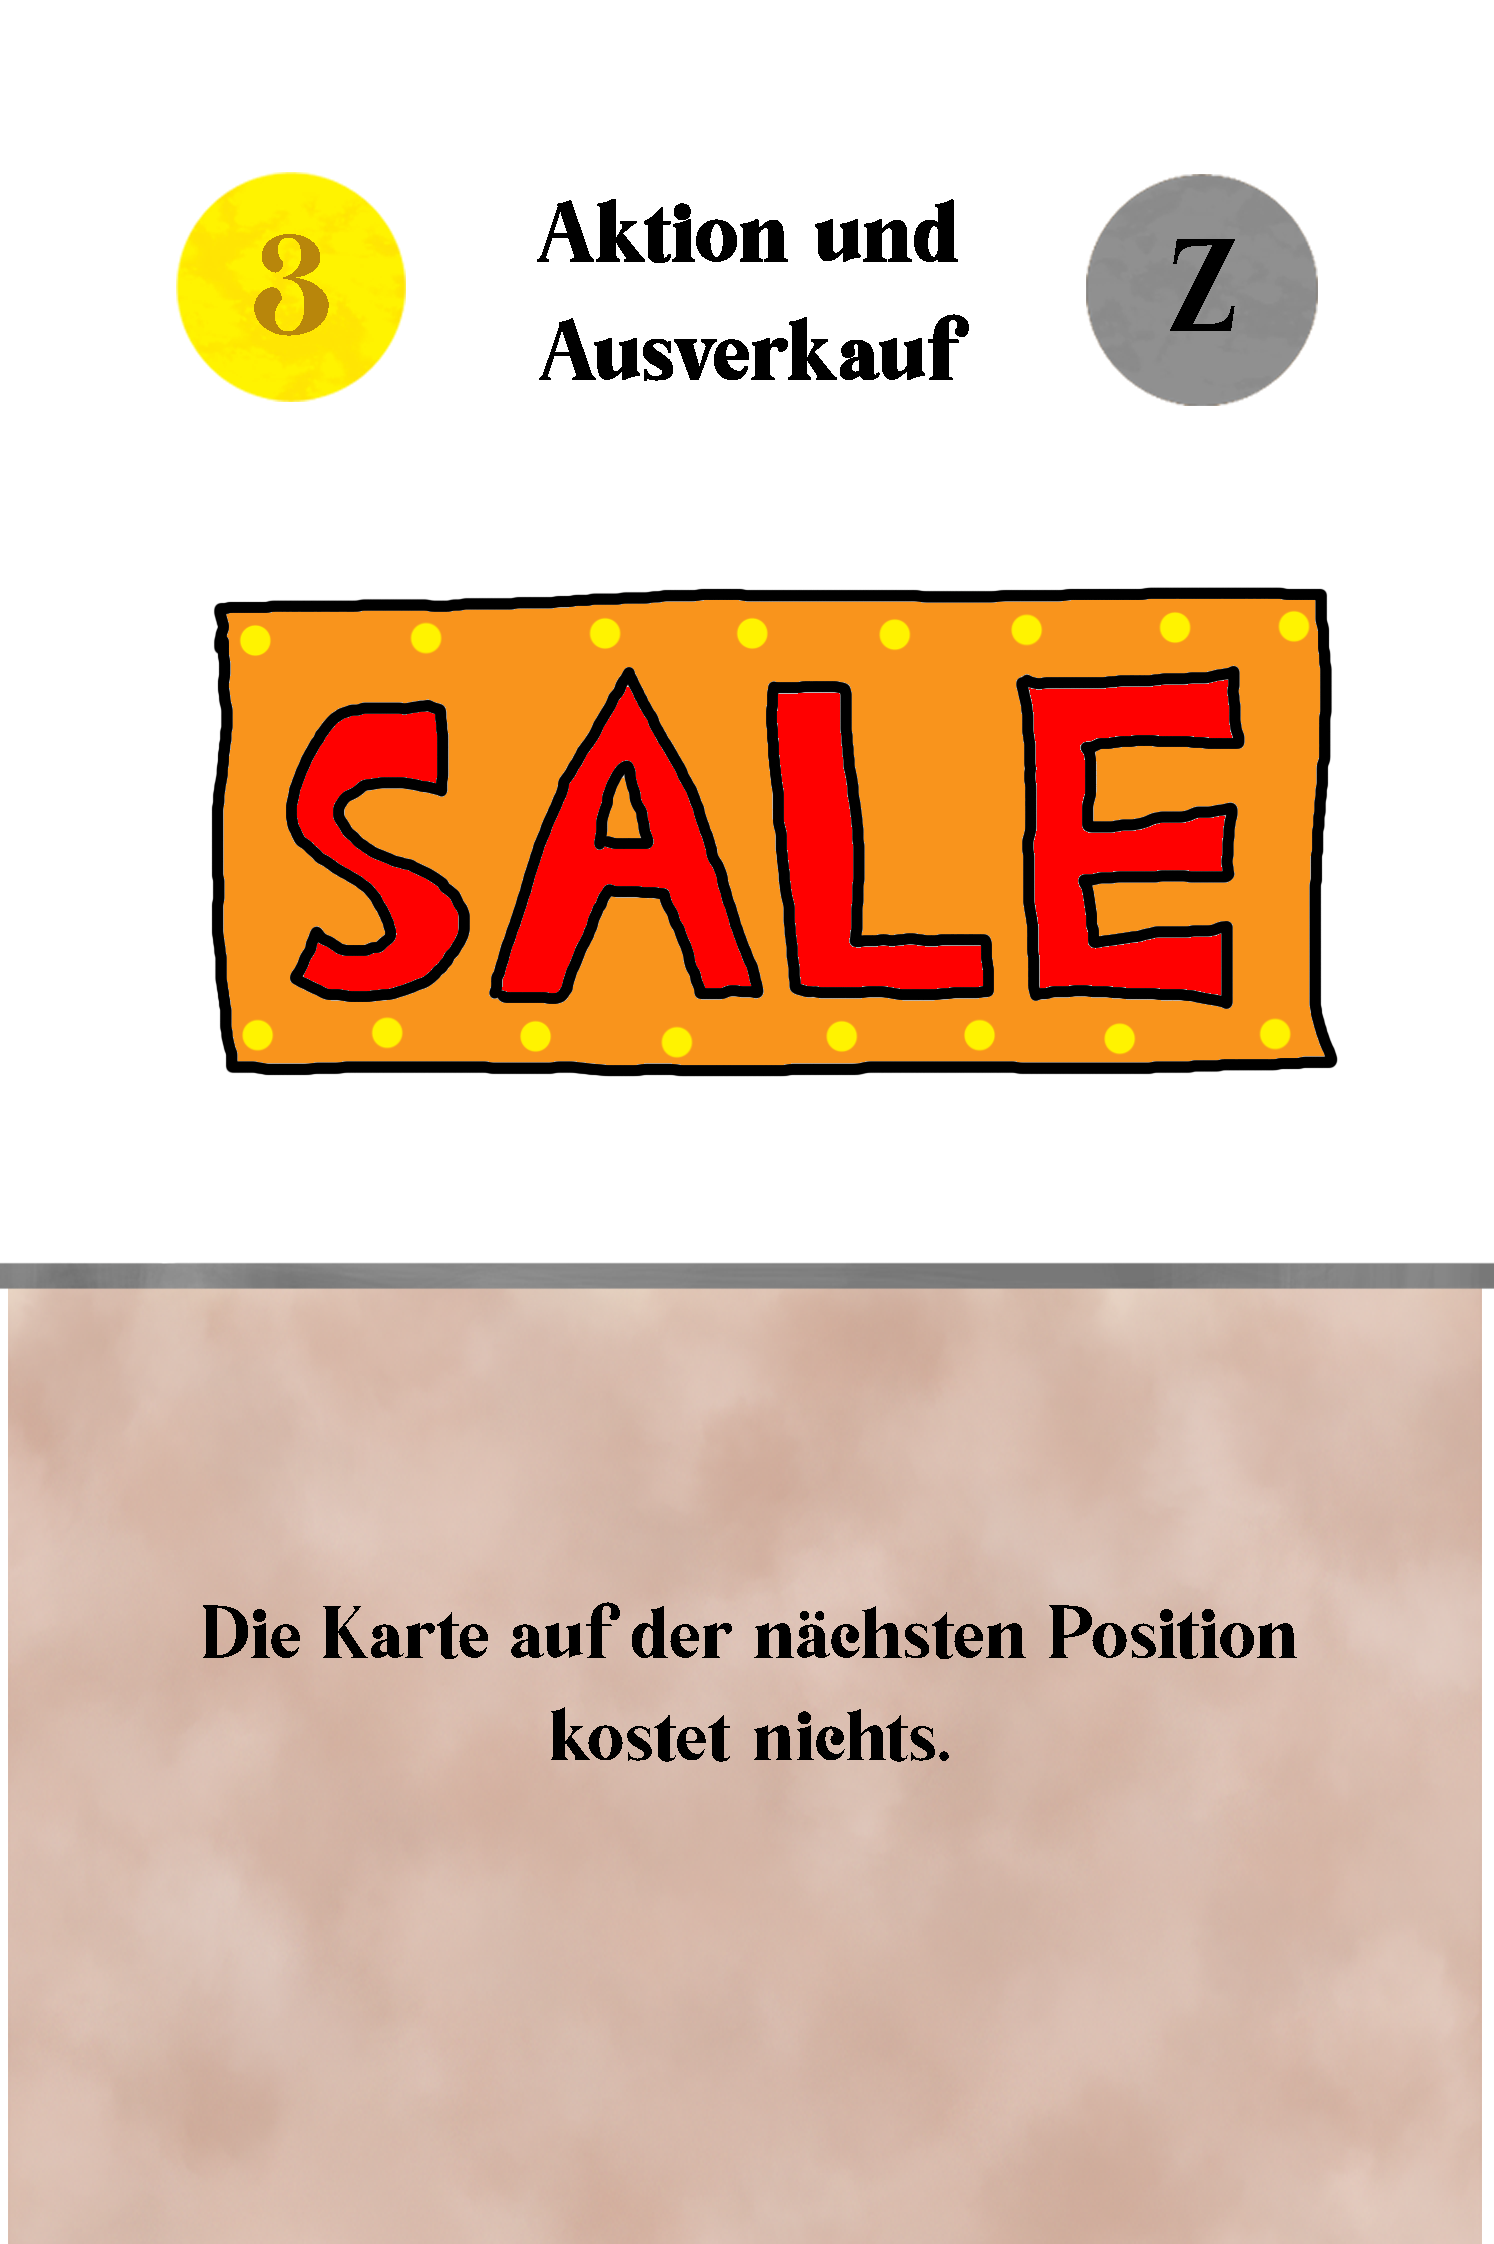 3
Aktion und
Ausverkauf
Z
SALE
Die Karte auf der nächsten Position
kostet nichts.